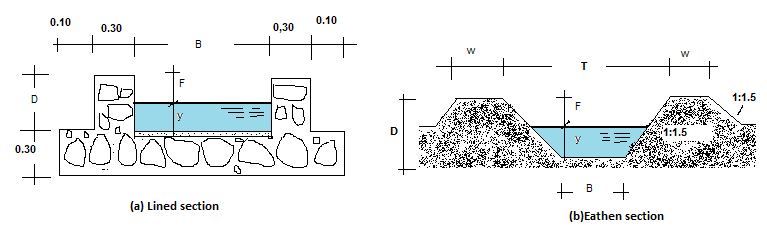 0.10
0.30
B
0,30
0.10
F
D
y
0.30
(a) Lined section
w
T
w
F
1:1.5
D
y
1:1.5
B
(b)Eathen section